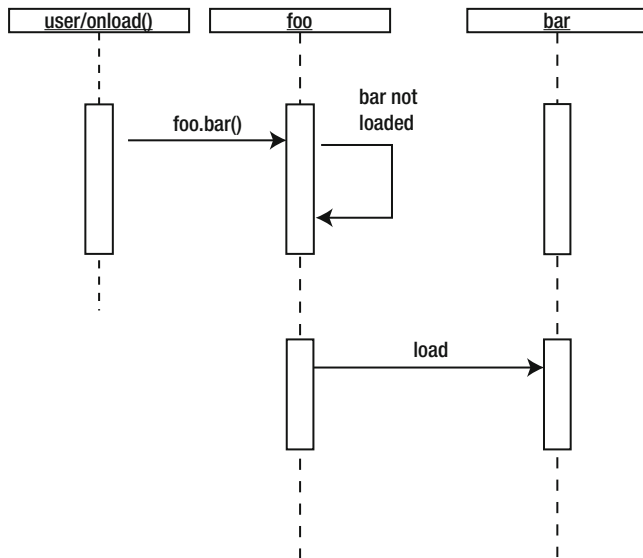 user/onload()
foo
bar
foo.bar()
bar not
loaded
load